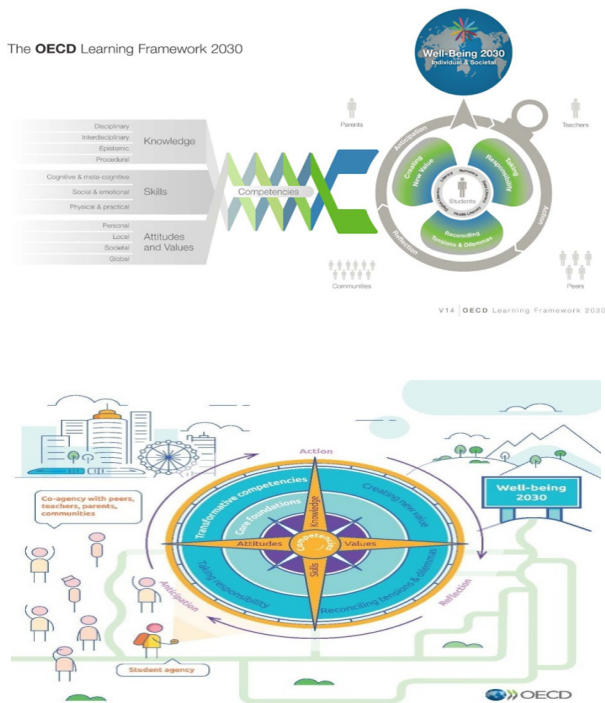 The OECD Learning Framework 2030
Well-Being 2030
Individual & Societal
Parents
Teachers
Disciplinary
Interdisciplinary
Epistemic
Procedural
Knowledge
Cognitive & meta-cognitive
Social & emotional
Physical & practical
Skills
Personal
Local
Societal
Global
Attitudes
and Values
Competencies
Anticipation
Action
Reflection
Creating
New Value
Taking
Responsibility
Reconciling
Tensions & Dilemmas
Students
Communities
Peers
V14 | OECD Learning Framework 2030
Action
Co-agency with peers,
teachers, parents,
communities
Well-being
2030
Transformative competencies
Core foundations
Creating new value
Knowledge
Attitudes
Competencies
Values
Skills
Taking responsibility
Reconciling tensions & dilemmas
Anticipation
Reflection
Student agency
OECD